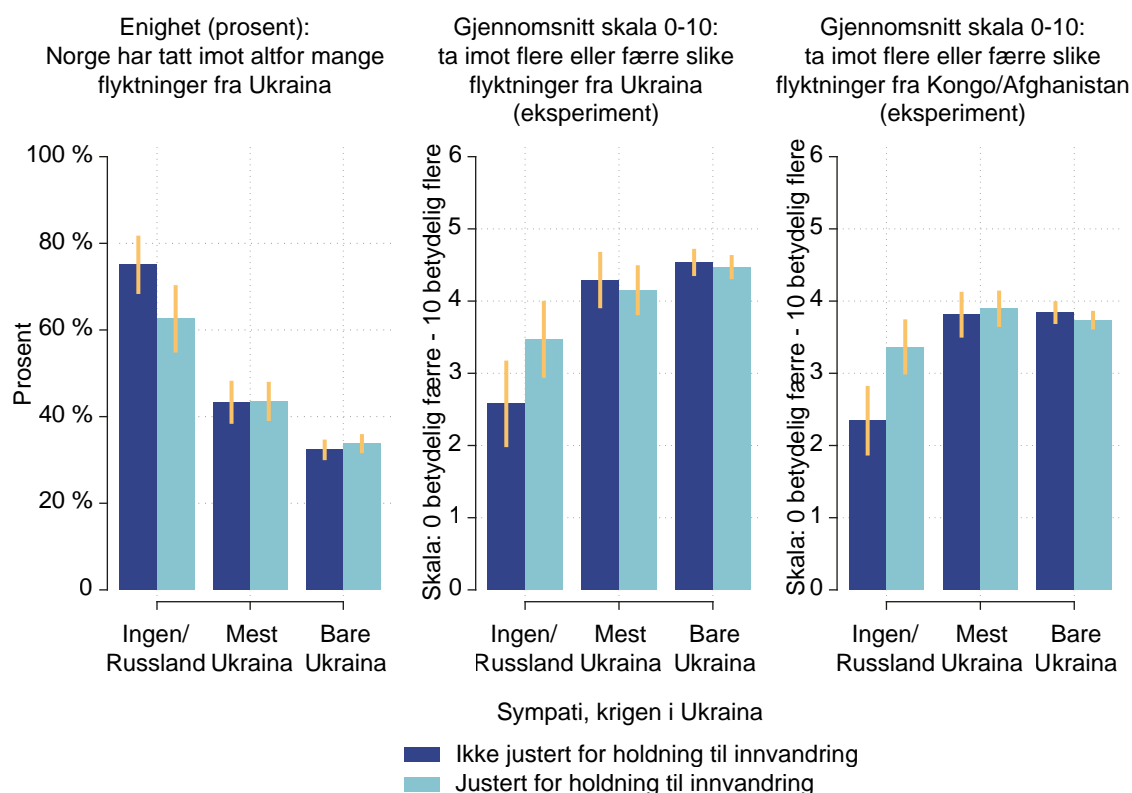 Enighet (prosent):
Norge har tatt imot altfor mange
flyktninger fra Ukraina
Gjennomsnitt skala 0-10:
ta imot flere eller færre slike
flyktninger fra Ukraina
(eksperiment)
Gjennomsnitt skala 0-10:
ta imot flere eller færre slike
flyktninger fra Kongo/Afghanistan
(eksperiment)
Prosent
100 %
80 %
60 %
40 %
20 %
0
Ingen/
Russland
Mest
Ukraina
Bare
Ukraina
Skala: 0 betydelig færre - 10 betydelig flere
6
5
4
3
2
1
0
Ingen/
Russland
Mest
Ukraina
Bare
Ukraina
Skala: 0 betydelig færre - 10 betydelig flere
6
5
4
3
2
1
0
Ingen/
Russland
Mest
Ukraina
Bare
Ukraina
Sympati, krigen i Ukraina
Ikke justert for holdning til innvandring
Justert for holdning til innvandring